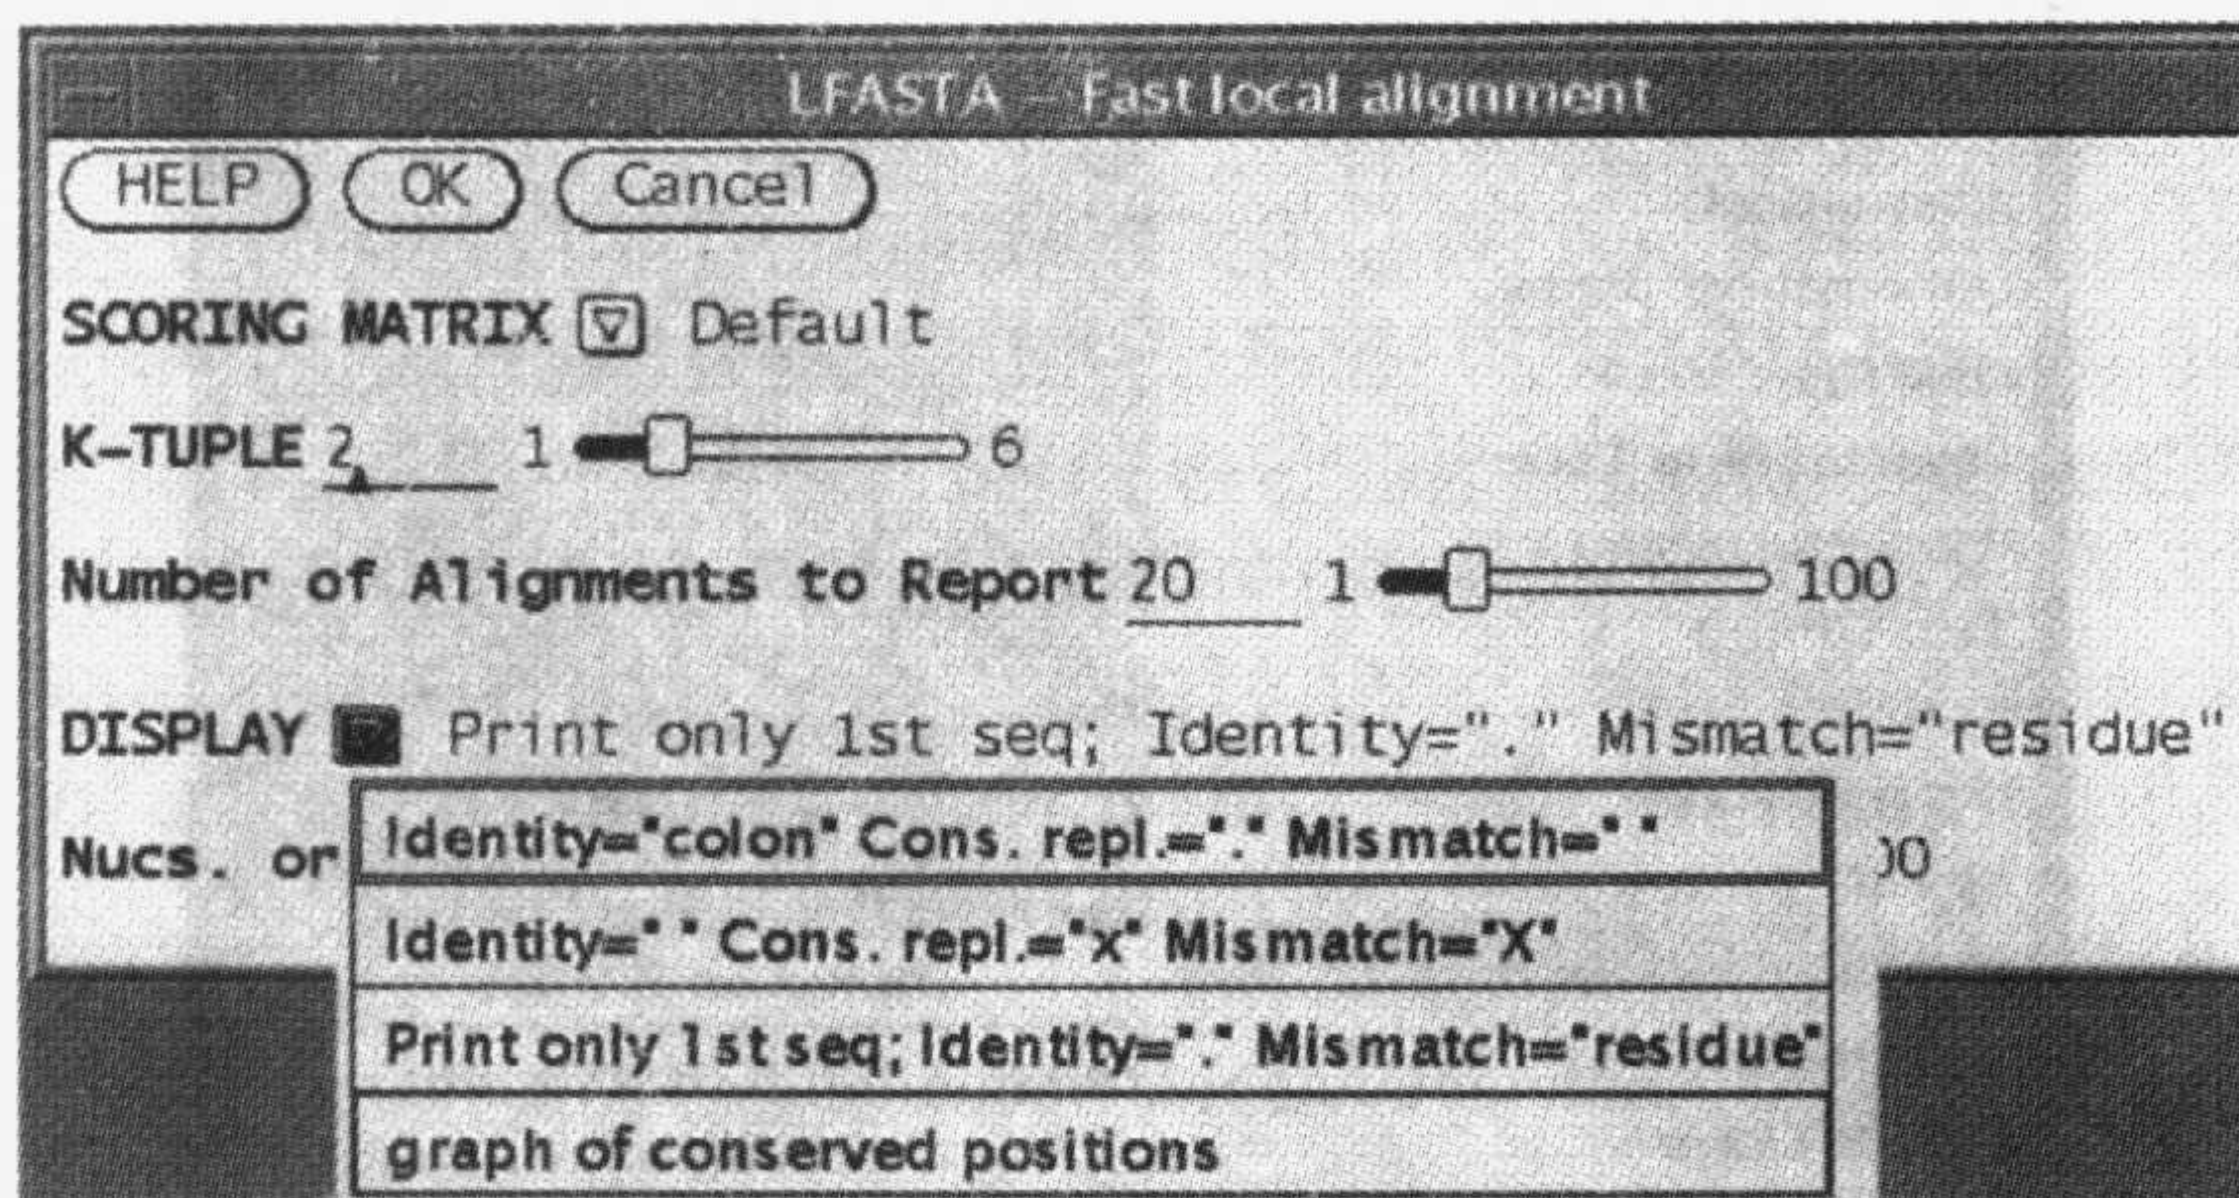 LFASTA – Fast local alignment
HELP OK Cancel
SCORING MATRIX Default
K-TUPLE 2 1 6
Number of Alignments to Report 20 1 100
DISPLAY Print only 1st seq; Identity="." Mismatch="residue"
Identity="colon" Cons. repl.="." Mismatch=" "
Nucs. or
Identity=" " Cons. repl.="x" Mismatch="X"
Print only 1st seq; Identity="." Mismatch="residue"
graph of conserved positions